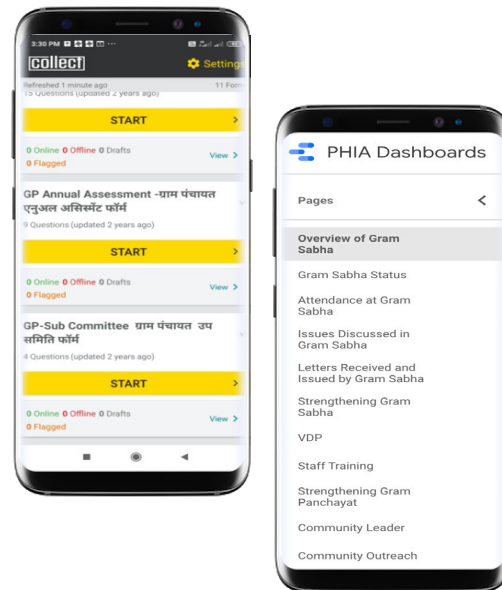 3:30 PM
collect
Settings
Refreshed 1 minute ago 11 Form
15 Questions (updated 2 years ago)
START >
0 Online 0 Offline 0 Drafts
0 Flagged
View >
GP Annual Assessment -ग्राम पंचायत
एनुअल असिस्मेंट फॉर्म
9 Questions (updated 2 years ago)
START >
0 Online 0 Offline 0 Drafts
0 Flagged
View >
GP-Sub Committee ग्राम पंचायत उप
समिति फॉर्म
4 Questions (updated 2 years ago)
START >
0 Online 0 Offline 0 Drafts
0 Flagged
View >
PHIA Dashboards
Pages <
Overview of Gram
Sabha
Gram Sabha Status
Attendance at Gram
Sabha
Issues Discussed in
Gram Sabha
Letters Received and
Issued by Gram Sabha
Strengthening Gram
Sabha
VDP
Staff Training
Strengthening Gram
Panchayat
Community Leader
Community Outreach